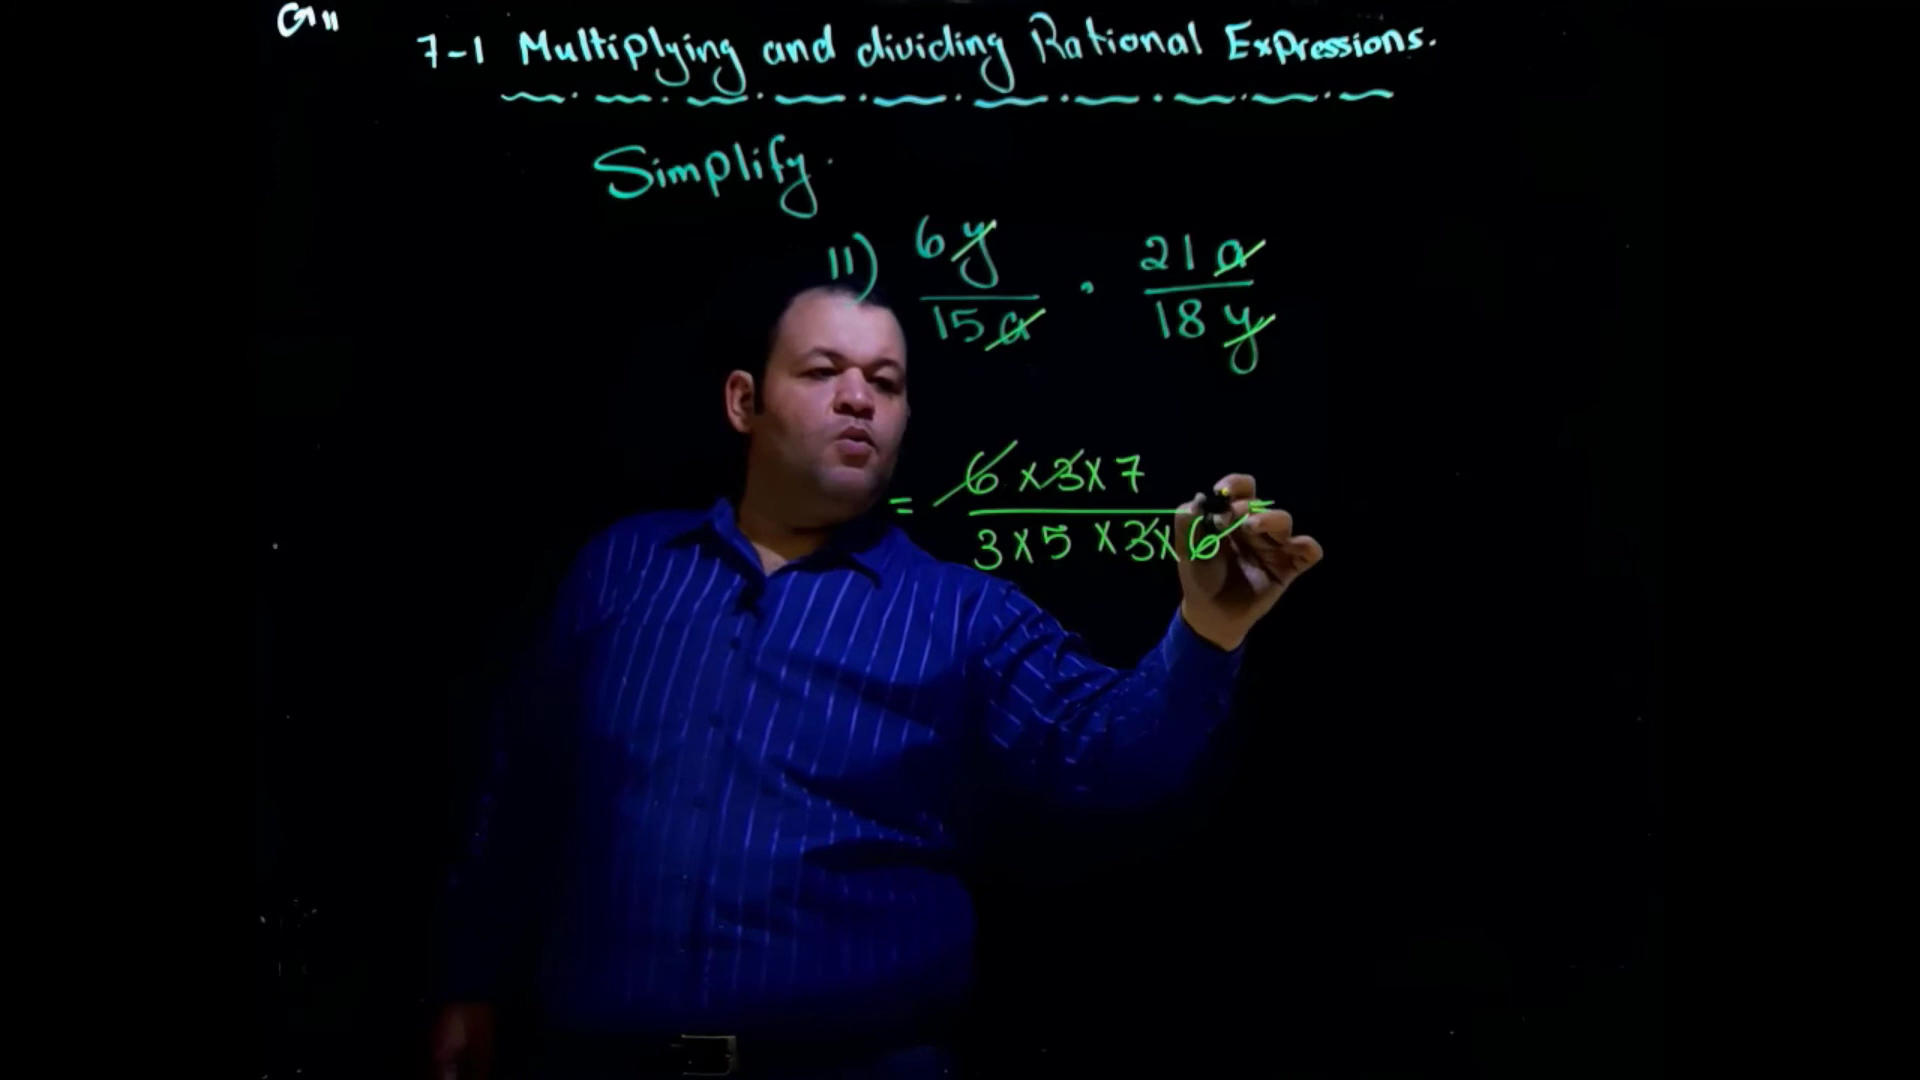 G11
7-1 Multiplying and dividing Rational Expressions.
Simplify.
11) 6y/15a . 21a/18y
= 6×3×7/3×5×3×6 =